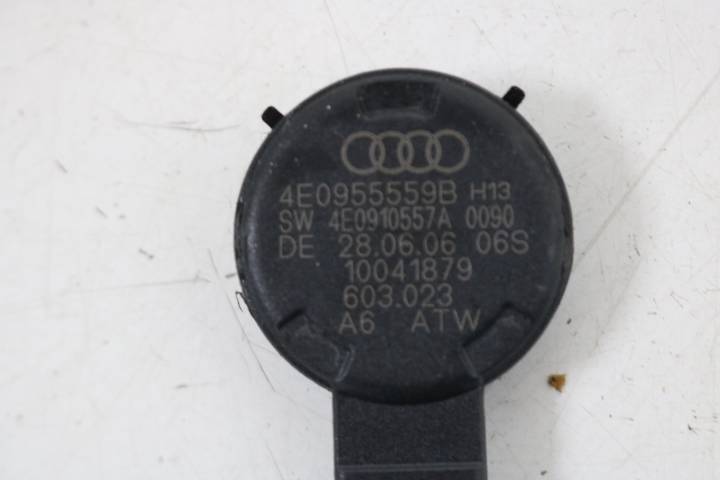 4E0955559B H13
SW 4E0910557A 0090
DE 28.06.06 06S
10041879
603.023
A6 ATW